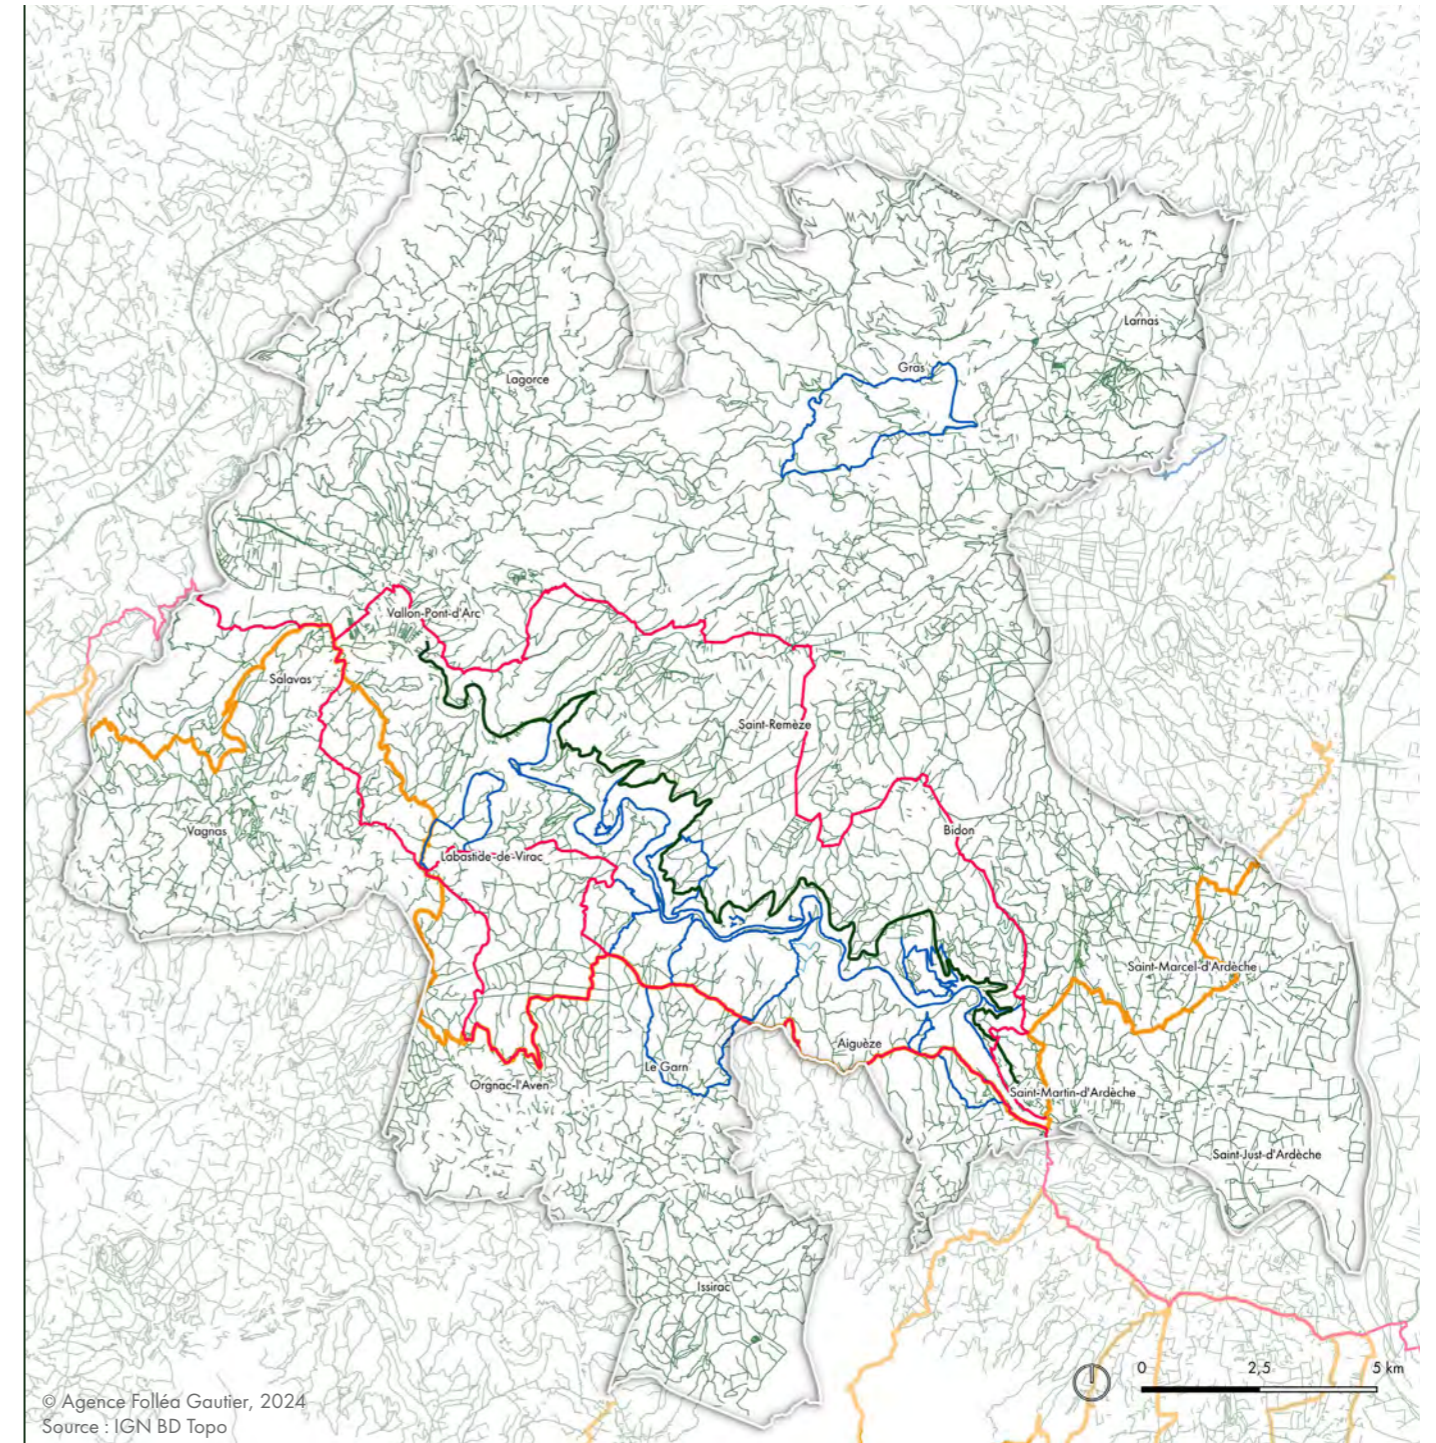 Larnas
Gras
Lagorce
Vallon-Pont-d'Arc
Salavas
Saint-Remèze
Vagnas
Bidon
Labastide-de-Virac
Saint-Marcel-d'Ardèche
Aiguèze
Le Garn
Orgnac-l'Aven
Saint-Martin-d'Ardèche
Saint-Just-d'Ardèche
Issirac
0 2,5 5 km
© Agence Folléa Gautier, 2024
Source : IGN BD Topo